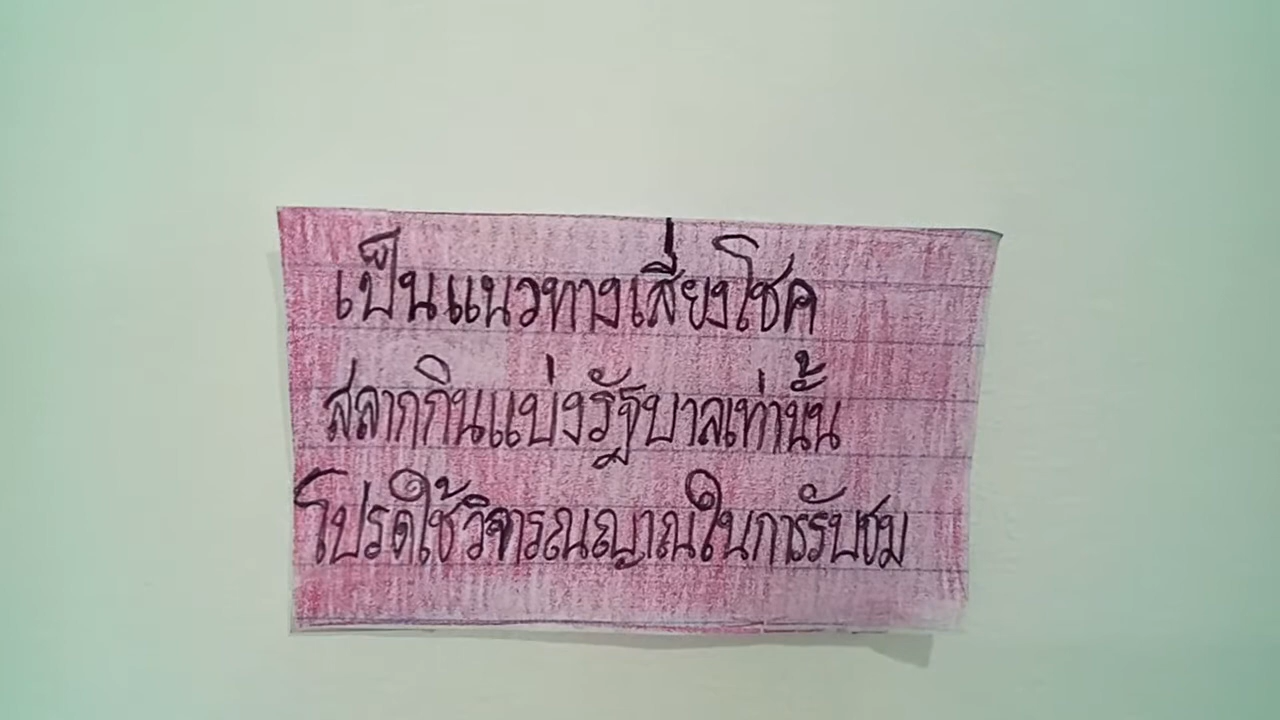 เป็นแนวทางเสี่ยงโชค
สลากกินแบ่งรัฐบาลเท่านั้น
โปรดใช้วิจารณญาณในการรับชม